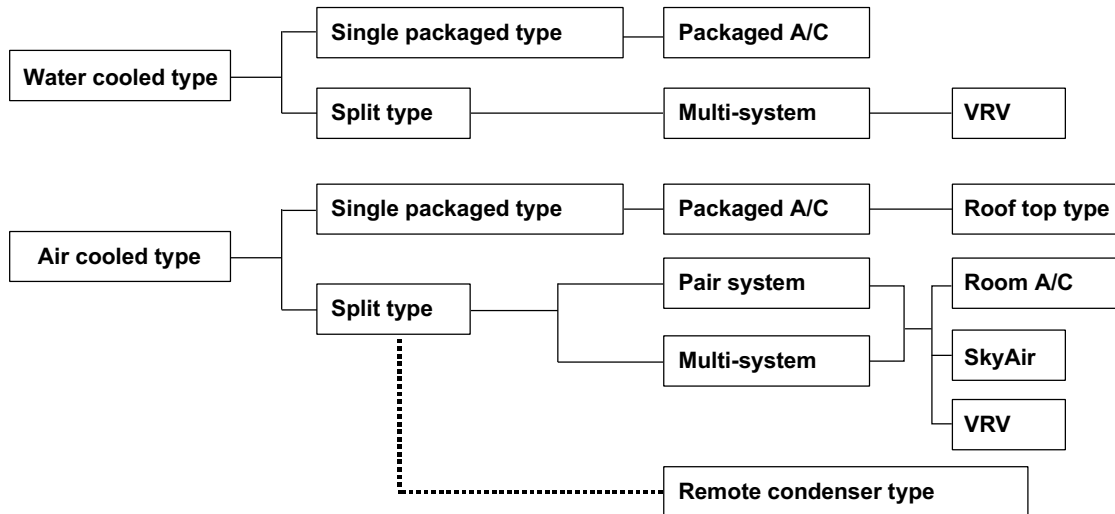 Single packaged type
Packaged A/C
Water cooled type
Split type
Multi-system
VRV
Single packaged type
Packaged A/C
Roof top type
Air cooled type
Pair system
Room A/C
Split type
Multi-system
SkyAir
VRV
Remote condenser type